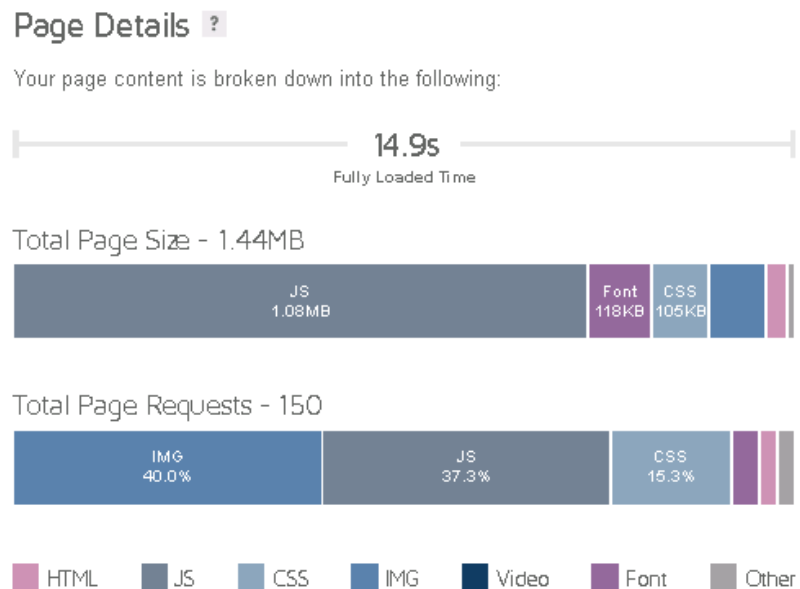 Page Details ?
Your page content is broken down into the following:
14.9s
Fully Loaded Time
Total Page Size - 1.44MB
JS Font CSS
1.08MB 118KB 105KB
Total Page Requests - 150
IMG JS CSS
40.0% 37.3% 15.3%
HTML JS CSS IMG Video Font Other